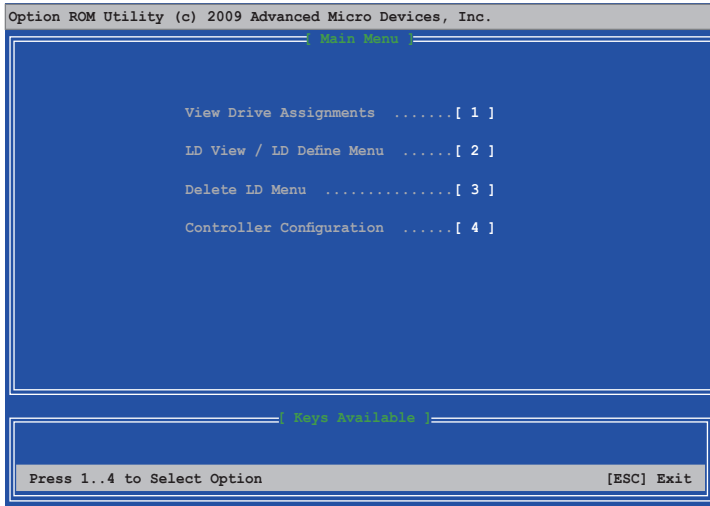 Option ROM Utility (c) 2009 Advanced Micro Devices, Inc.
[ Main Menu ]
View Drive Assignments .......[ 1 ]
LD View / LD Define Menu ......[ 2 ]
Delete LD Menu ...............[ 3 ]
Controller Configuration ......[ 4 ]
[ Keys Available ]
Press 1..4 to Select Option [ESC] Exit